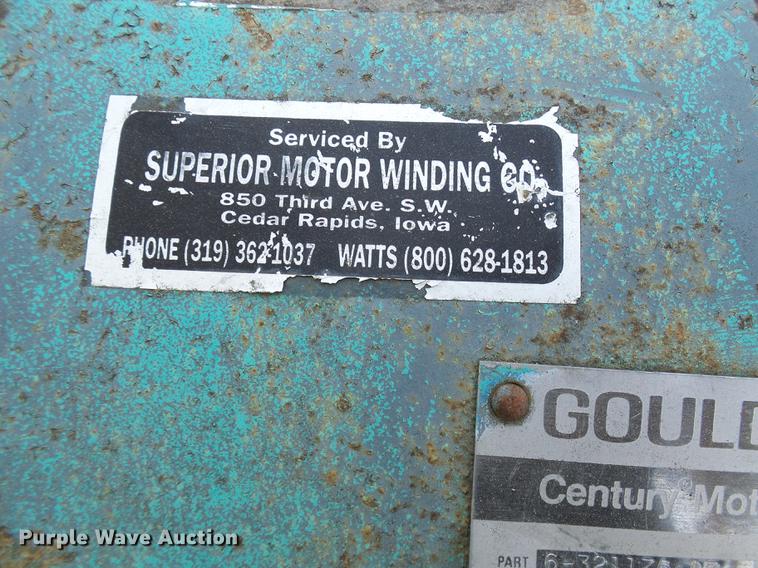 Serviced By
SUPERIOR MOTOR WINDING CO.
850 Third Ave. S.W.
Cedar Rapids, Iowa
PHONE (319) 362-1037 WATTS (800) 628-1813
GOULD
Century® Mot
PART
Purple Wave Auction